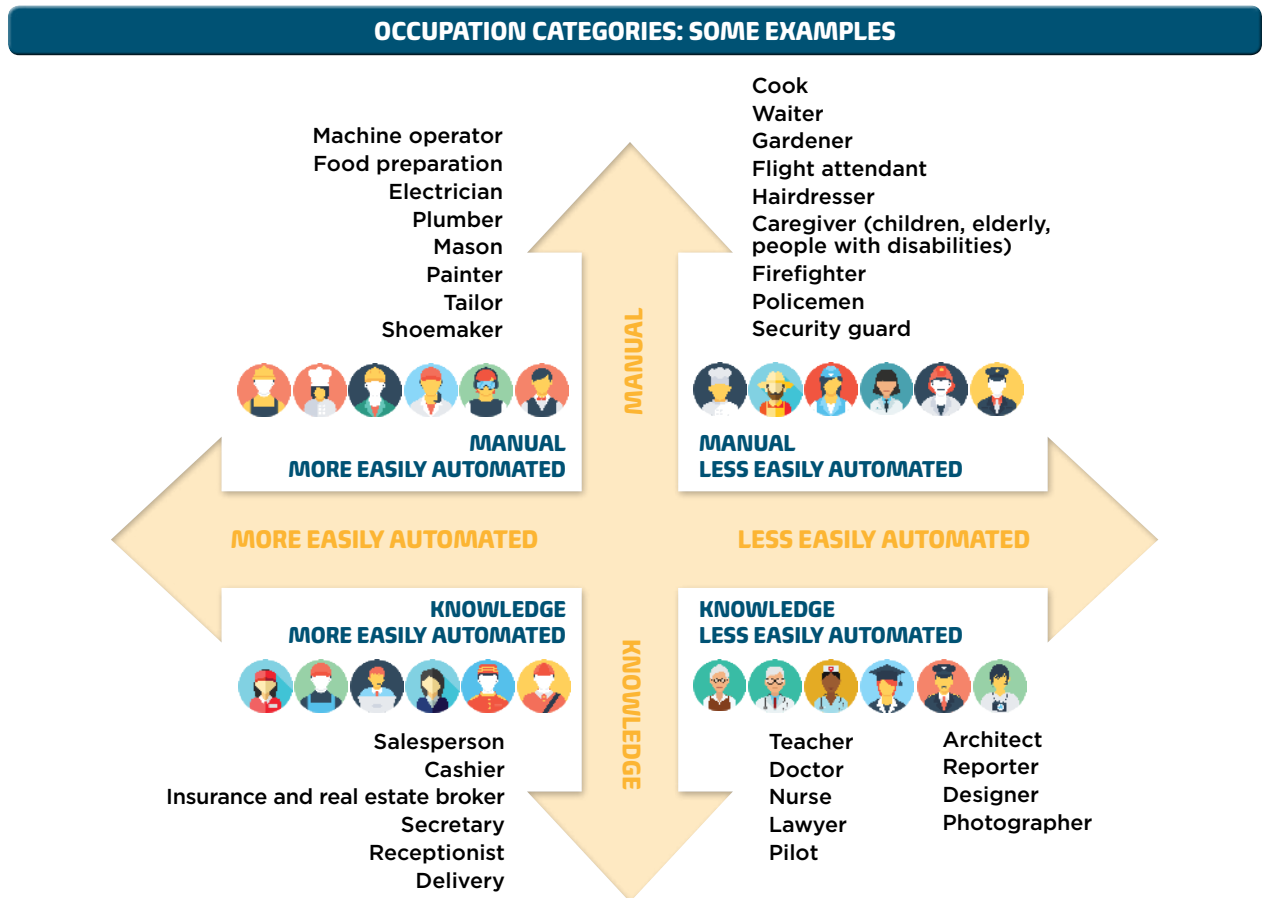 OCCUPATION CATEGORIES: SOME EXAMPLES
Machine operator
Food preparation
Electrician
Plumber
Mason
Painter
Tailor
Shoemaker
MANUAL
MORE EASILY AUTOMATED
Cook
Waiter
Gardener
Flight attendant
Hairdresser
Caregiver (children, elderly,
people with disabilities)
Firefighter
Policemen
Security guard
MANUAL
LESS EASILY AUTOMATED
MANUAL
MORE EASILY AUTOMATED
LESS EASILY AUTOMATED
KNOWLEDGE
KNOWLEDGE
MORE EASILY AUTOMATED
Salesperson
Cashier
Insurance and real estate broker
Secretary
Receptionist
Delivery
KNOWLEDGE
LESS EASILY AUTOMATED
Teacher
Doctor
Nurse
Lawyer
Pilot
Architect
Reporter
Designer
Photographer